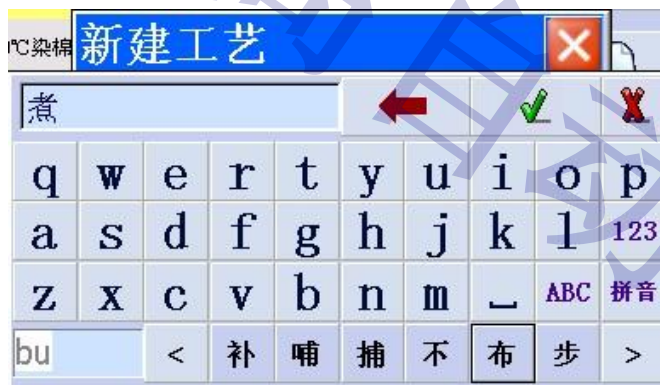 ℃染棉 新建工艺
煮
q w e r t y u i o p
a s d f g h j k l 123
z x c v b n m _ ABC 拼音
bu < 补 哺 捕 不 布 步 >